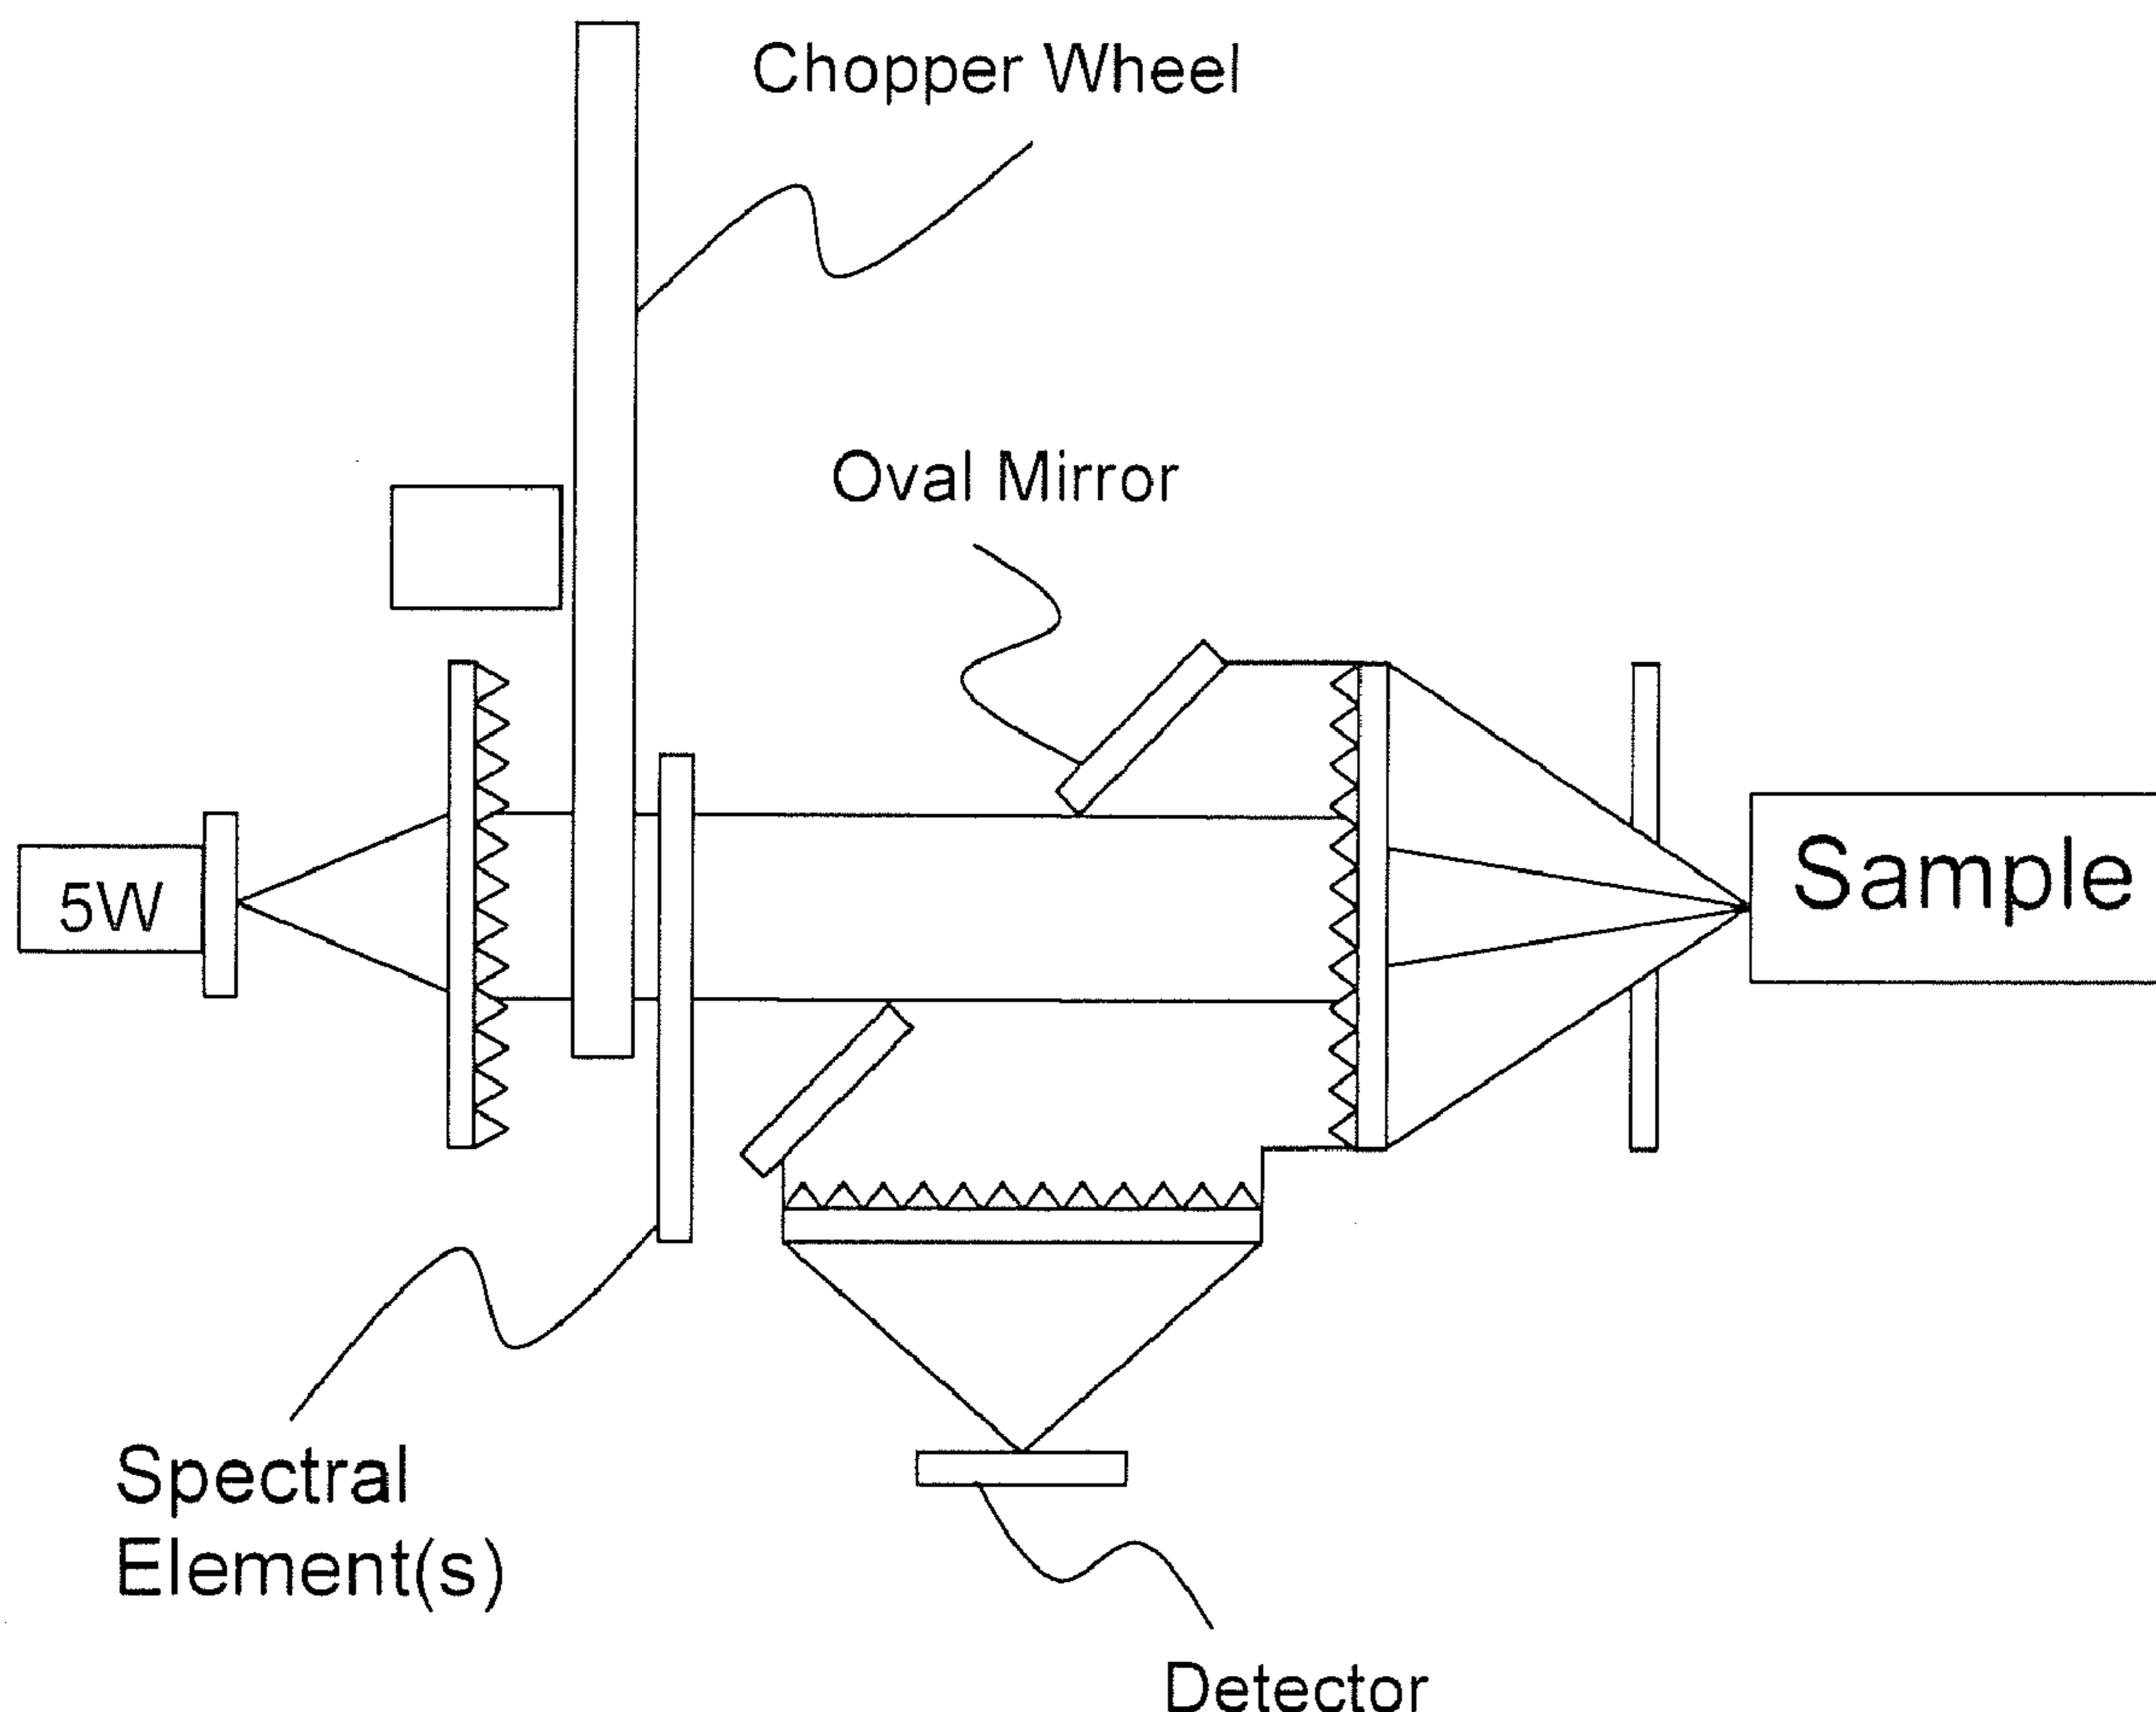 Chopper Wheel
Oval Mirror
5W
Sample
Spectral
Element(s)
Detector